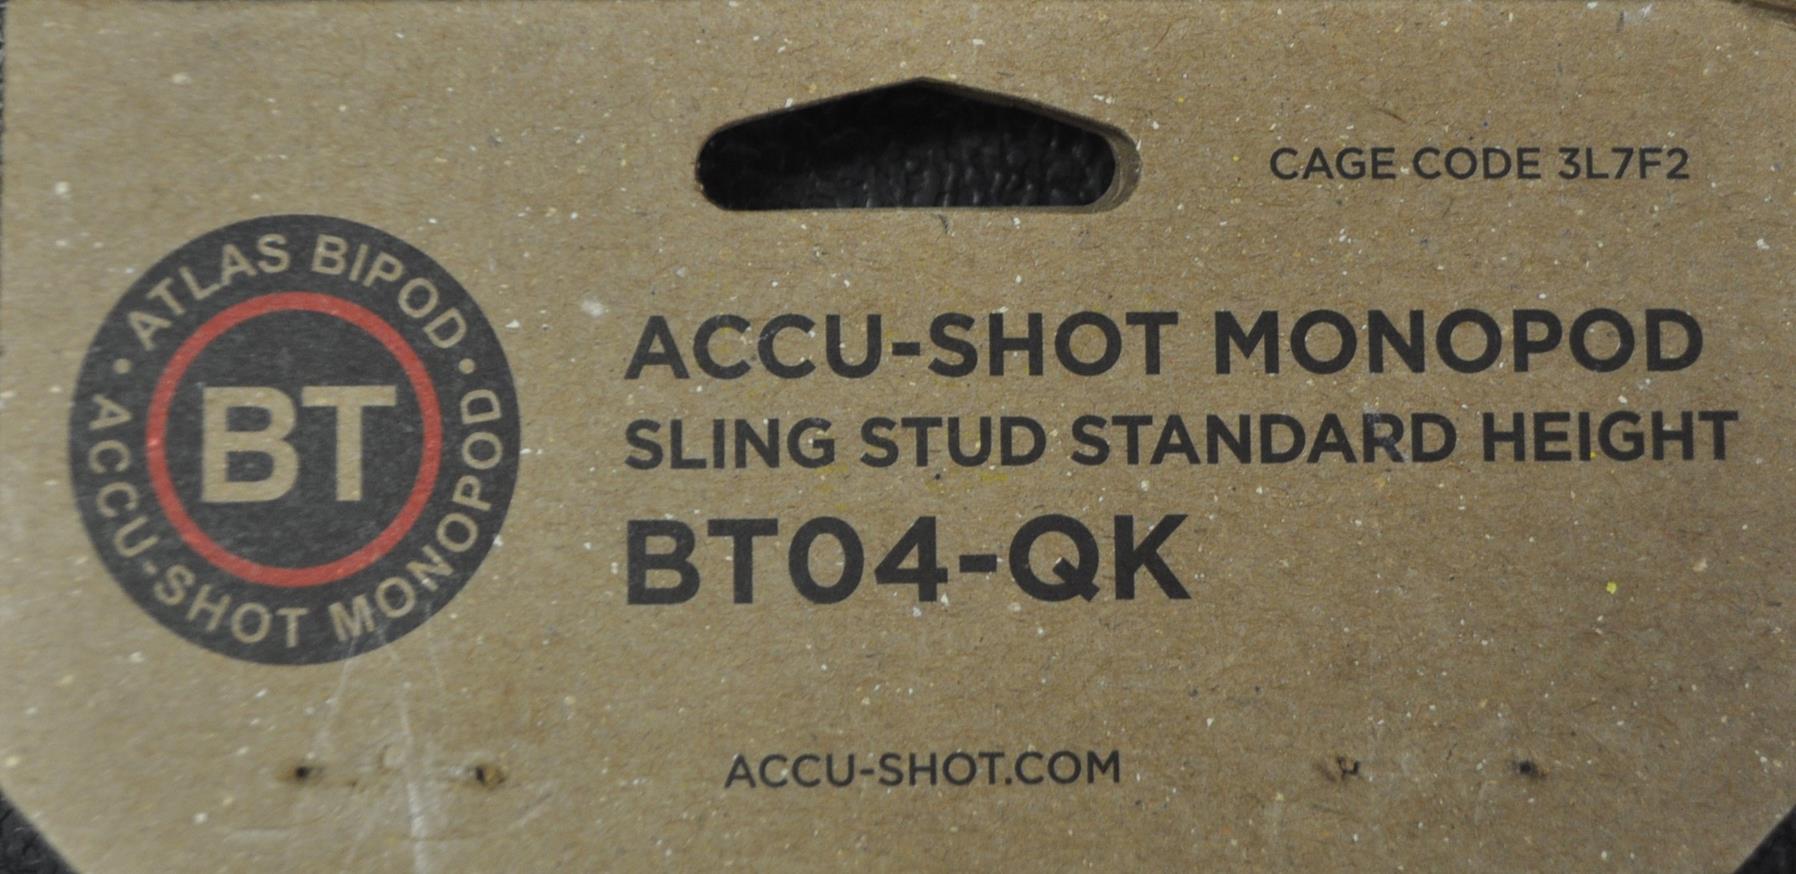 CAGE CODE 3L7F2
• ATLAS BIPOD •
BT
ACCU-SHOT MONOPOD
ACCU-SHOT MONOPOD
SLING STUD STANDARD HEIGHT
BT04-QK
ACCU-SHOT.COM